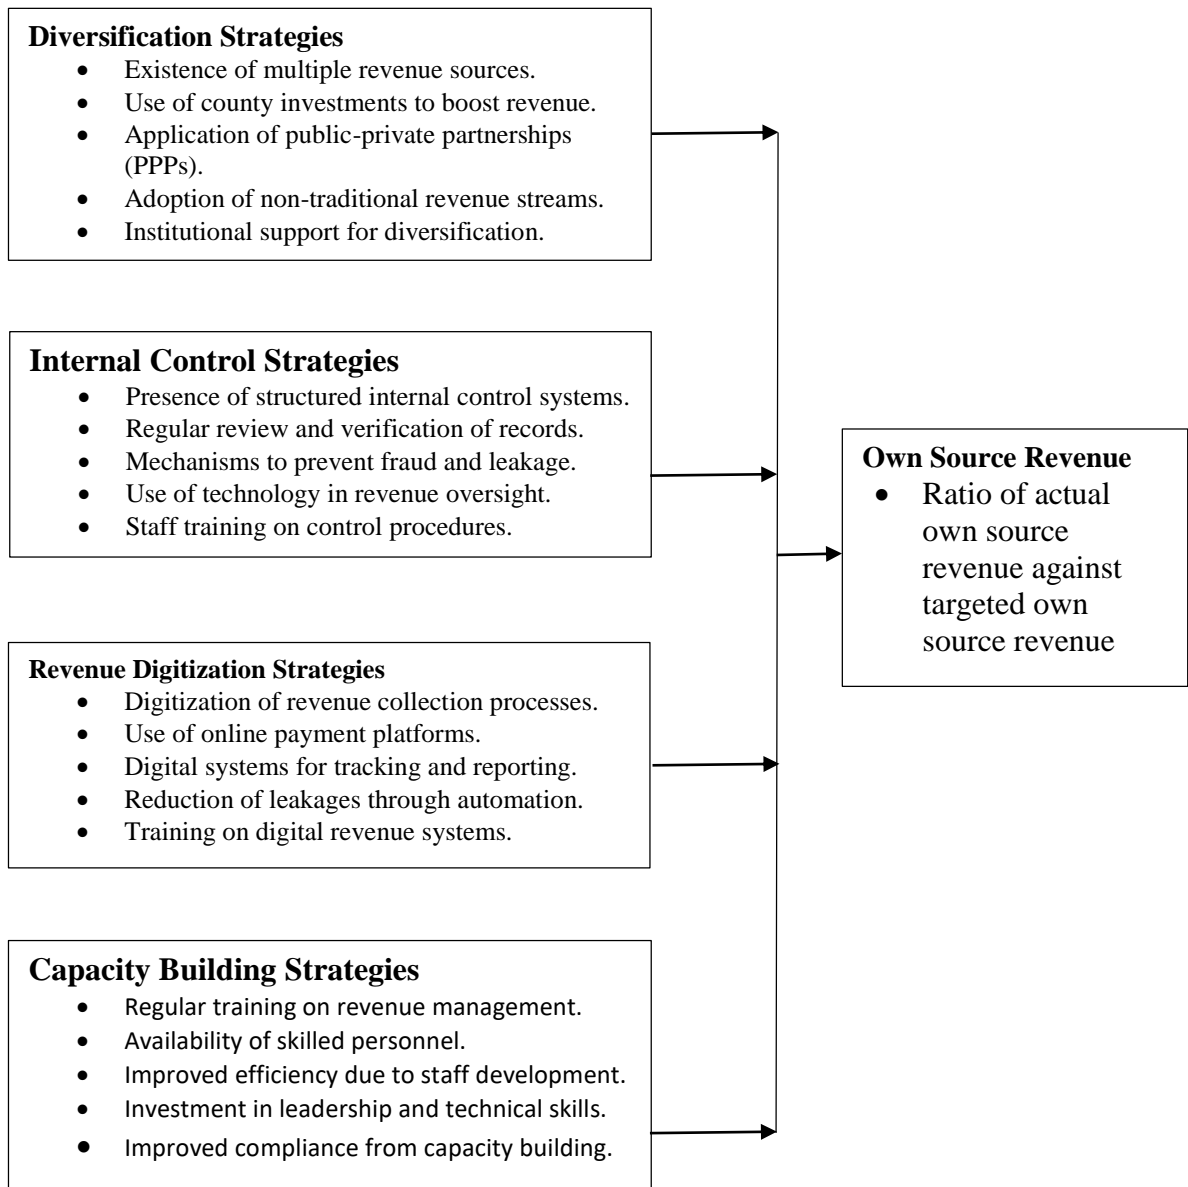 Diversification Strategies
• Existence of multiple revenue sources.
• Use of county investments to boost revenue.
• Application of public-private partnerships
(PPPs).
• Adoption of non-traditional revenue streams.
• Institutional support for diversification.
Internal Control Strategies
• Presence of structured internal control systems.
• Regular review and verification of records.
• Mechanisms to prevent fraud and leakage.
• Use of technology in revenue oversight.
• Staff training on control procedures.
Revenue Digitization Strategies
• Digitization of revenue collection processes.
• Use of online payment platforms.
• Digital systems for tracking and reporting.
• Reduction of leakages through automation.
• Training on digital revenue systems.
Capacity Building Strategies
• Regular training on revenue management.
• Availability of skilled personnel.
• Improved efficiency due to staff development.
• Investment in leadership and technical skills.
• Improved compliance from capacity building.
Own Source Revenue
• Ratio of actual
own source
revenue against
targeted own
source revenue